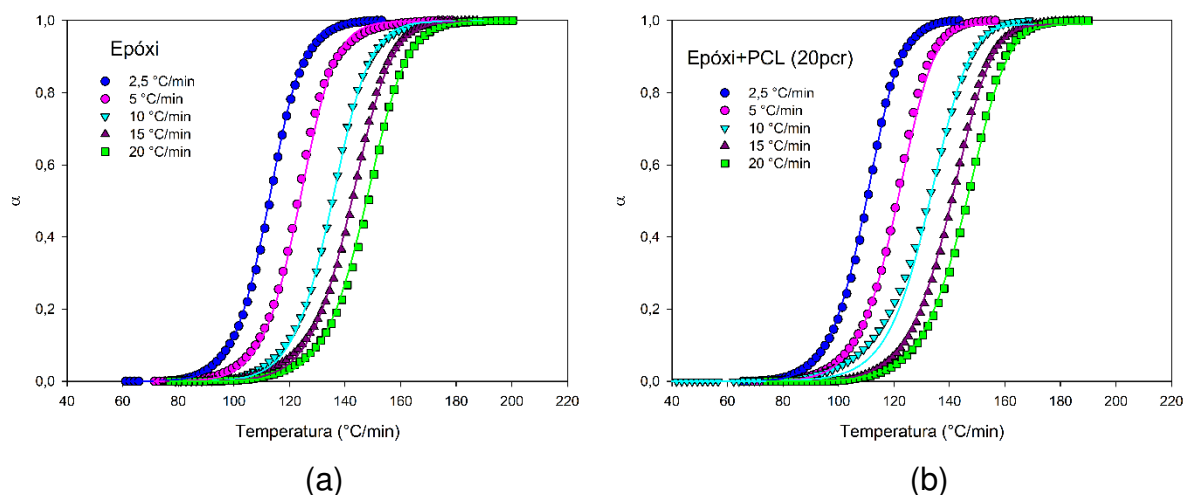 1,0
0,8
0,6
0,4
0,2
0,0
α
Epóxi
2,5 °C/min
5 °C/min
10 °C/min
15 °C/min
20 °C/min
40 60 80 100 120 140 160 180 200 220
Temperatura (°C/min)
(a)
1,0
0,8
0,6
0,4
0,2
0,0
α
Epóxi+PCL (20pcr)
2,5 °C/min
5 °C/min
10 °C/min
15 °C/min
20 °C/min
40 60 80 100 120 140 160 180 200 220
Temperatura (°C/min)
(b)